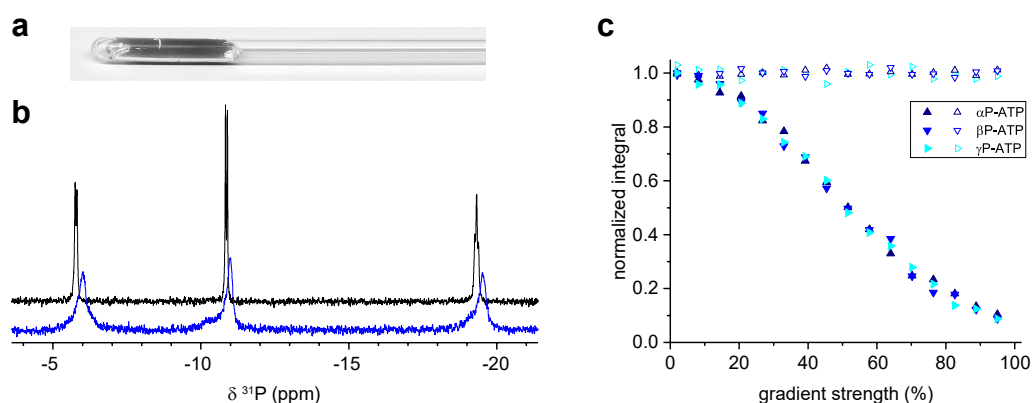 a
b
-5
-10
-15
-20
δ ³¹P (ppm)
c
1.0
0.8
0.6
0.4
0.2
0.0
0
20
40
60
80
100
normalized integral
gradient strength (%)
αP-ATP
βP-ATP
γP-ATP